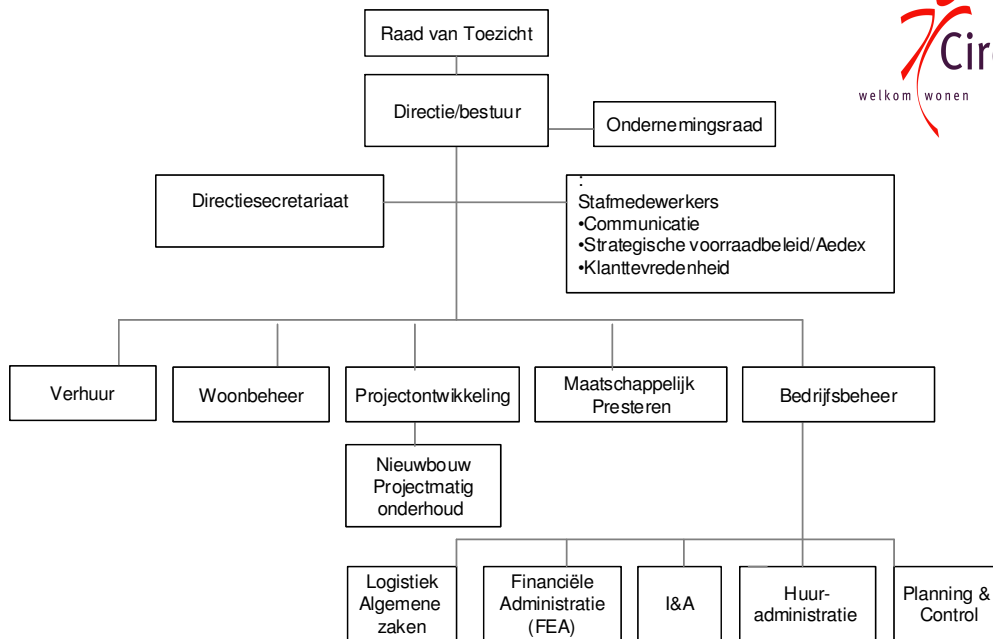 Raad van Toezicht
Cir
welkom wonen
Directie/bestuur
Ondernemingsraad
Directiesecretariaat
:
Stafmedewerkers
•Communicatie
•Strategische voorraadbeleid/Aedex
•Klanttevredenheid
Verhuur
Woonbeheer
Projectontwikkeling
Maatschappelijk
Presteren
Bedrijfsbeheer
Nieuwbouw
Projectmatig
onderhoud
Logistiek
Algemene
zaken
Financiële
Administratie
(FEA)
I&A
Huur-
administratie
Planning &
Control